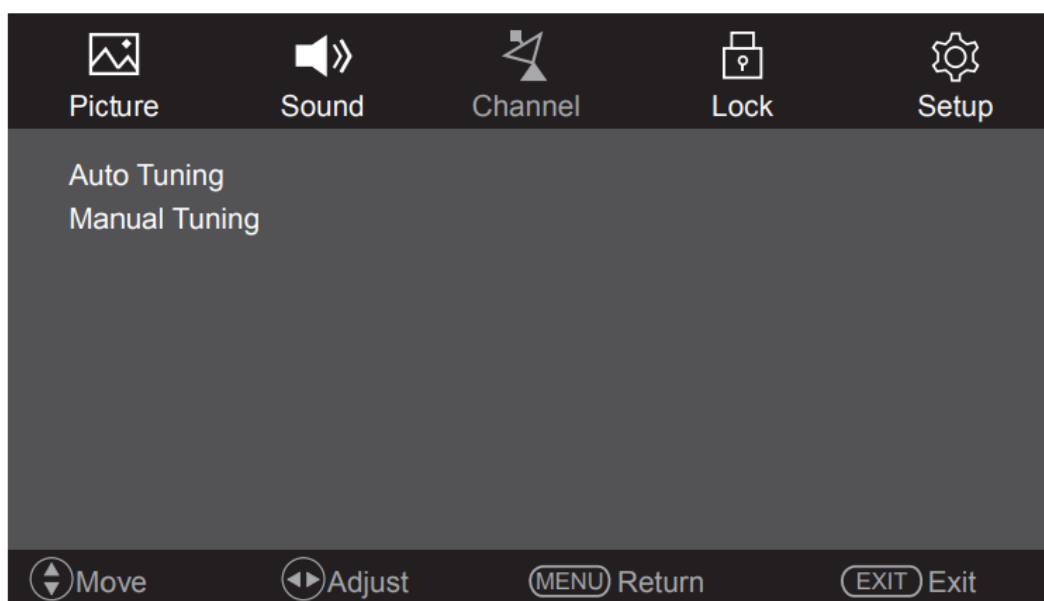 Picture Sound Channel Lock Setup
Auto Tuning
Manual Tuning
Move Adjust MENU Return EXIT Exit